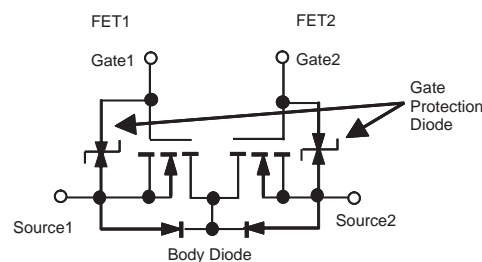 FET1
FET2
Gate1
Gate2
Gate
Protection
Diode
Source1
Source2
Body Diode